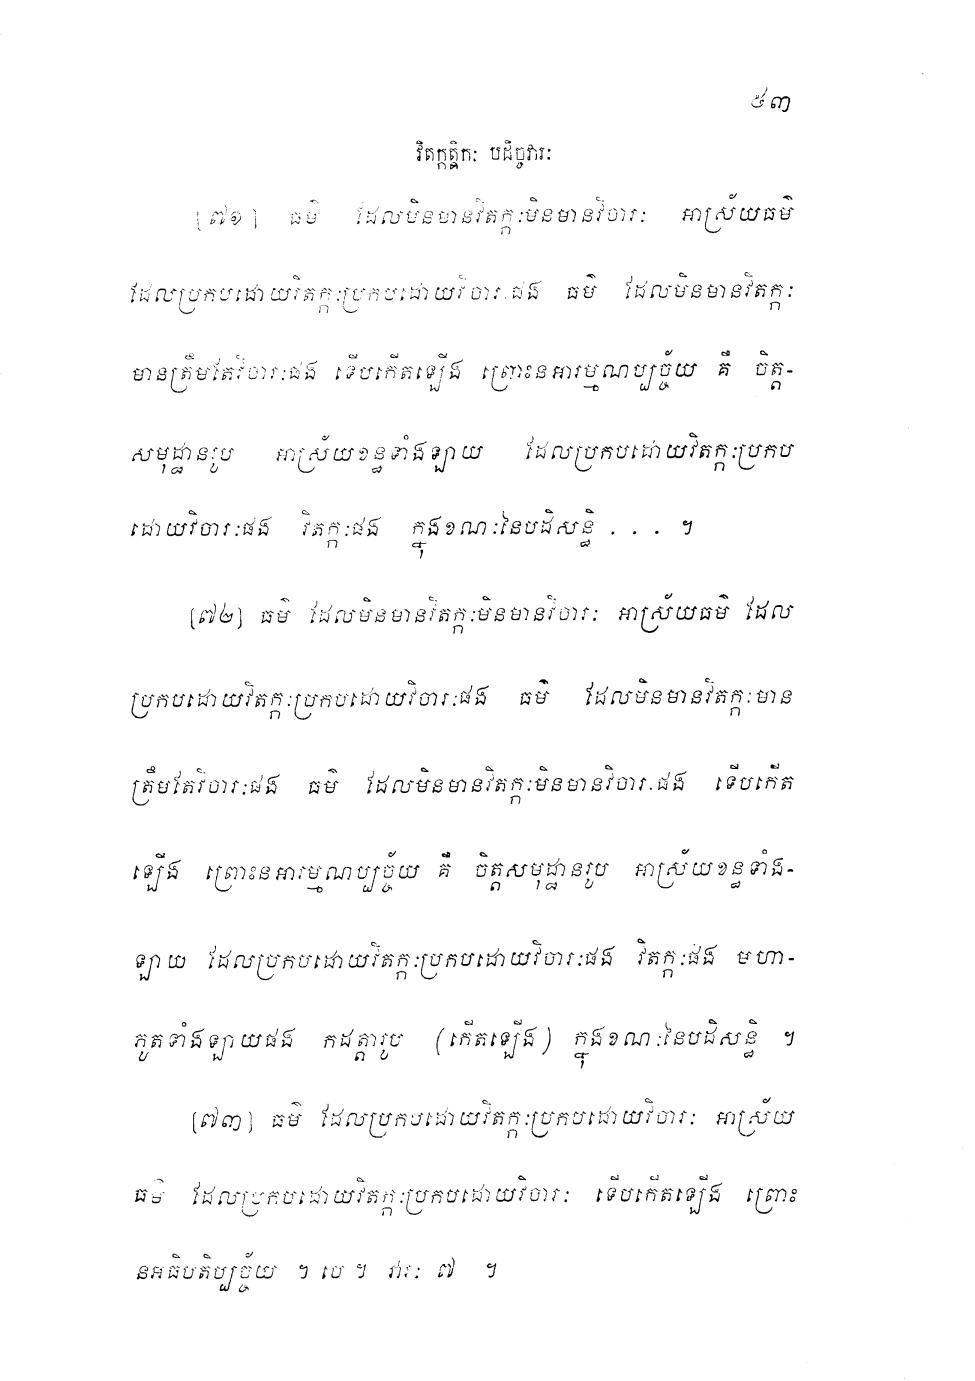 ៥៣
វិតក្កត្តិកៈ បដិច្ចវារៈ
[៧១] ធម៌ ដែលមិនមានវិតក្កៈមិនមានវិចារៈ អាស្រ័យធម៌
ដែលប្រកបដោយវិតក្កៈប្រកបដោយវិចារៈផង ធម៌ ដែលមិនមានវិតក្កៈ
មានត្រឹមតែវិចារៈផង ទើបកើតឡើង ព្រោះនអារម្មណប្បច្ច័យ គឺ ចិត្ត-
សមុដ្ឋានរូប អាស្រ័យខន្ធទាំងឡាយ ដែលប្រកបដោយវិតក្កៈប្រកប
ដោយវិចារៈផង វិតក្កៈផង ក្នុងខណៈនៃបដិសន្ធិ . . . ។
[៧២] ធម៌ ដែលមិនមានវិតក្កៈមិនមានវិចារៈ អាស្រ័យធម៌ ដែល
ប្រកបដោយវិតក្កៈប្រកបដោយវិចារៈផង ធម៌ ដែលមិនមានវិតក្កៈមាន
ត្រឹមតែវិចារៈផង ធម៌ ដែលមិនមានវិតក្កៈមិនមានវិចារៈផង ទើបកើត
ឡើង ព្រោះនអារម្មណប្បច្ច័យ គឺ ចិត្តសមុដ្ឋានរូប អាស្រ័យខន្ធទាំង-
ឡាយ ដែលប្រកបដោយវិតក្កៈប្រកបដោយវិចារៈផង វិតក្កៈផង មហា-
ភូតទាំងឡាយផង កដត្តារូប (កើតឡើង) ក្នុងខណៈនៃបដិសន្ធិ ។
[៧៣] ធម៌ ដែលប្រកបដោយវិតក្កៈប្រកបដោយវិចារៈ អាស្រ័យ
ធម៌ ដែលប្រកបដោយវិតក្កៈប្រកបដោយវិចារៈ ទើបកើតឡើង ព្រោះ
នអធិបតិប្បច្ច័យ ។ បេ ។ វារៈ ៧ ។